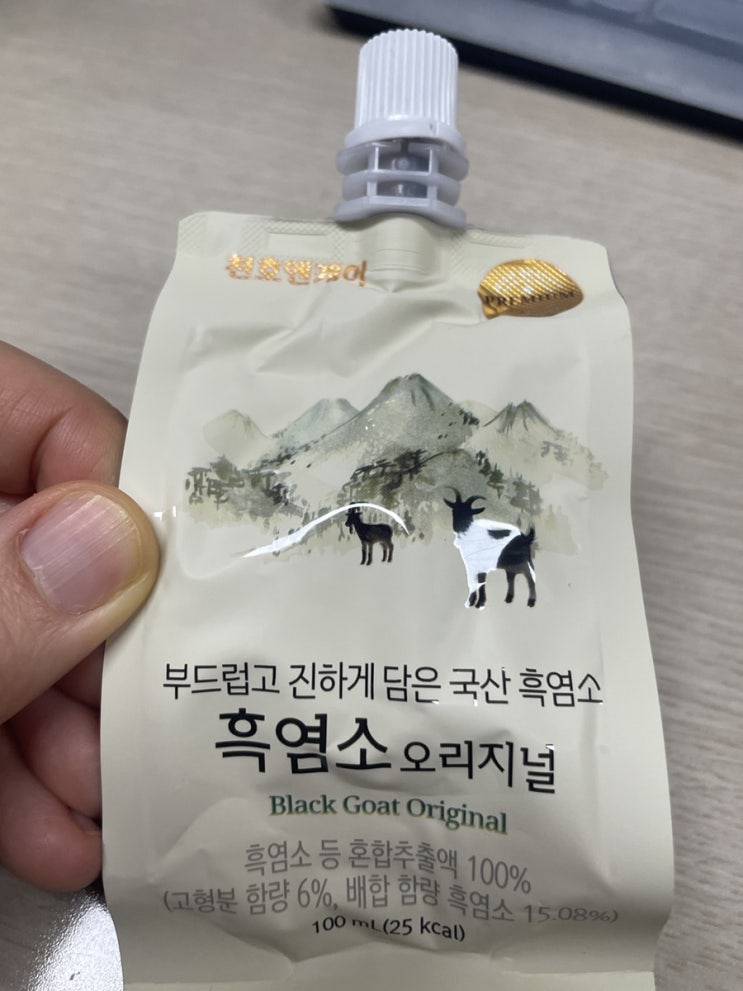 천호엔케어
PREMIUM
부드럽고 진하게 담은 국산 흑염소
흑염소 오리지널
Black Goat Original
흑염소 등 혼합추출액 100%
(고형분 함량 6%, 배합 함량 흑염소 15.08%)
100 mL(25 kcal)